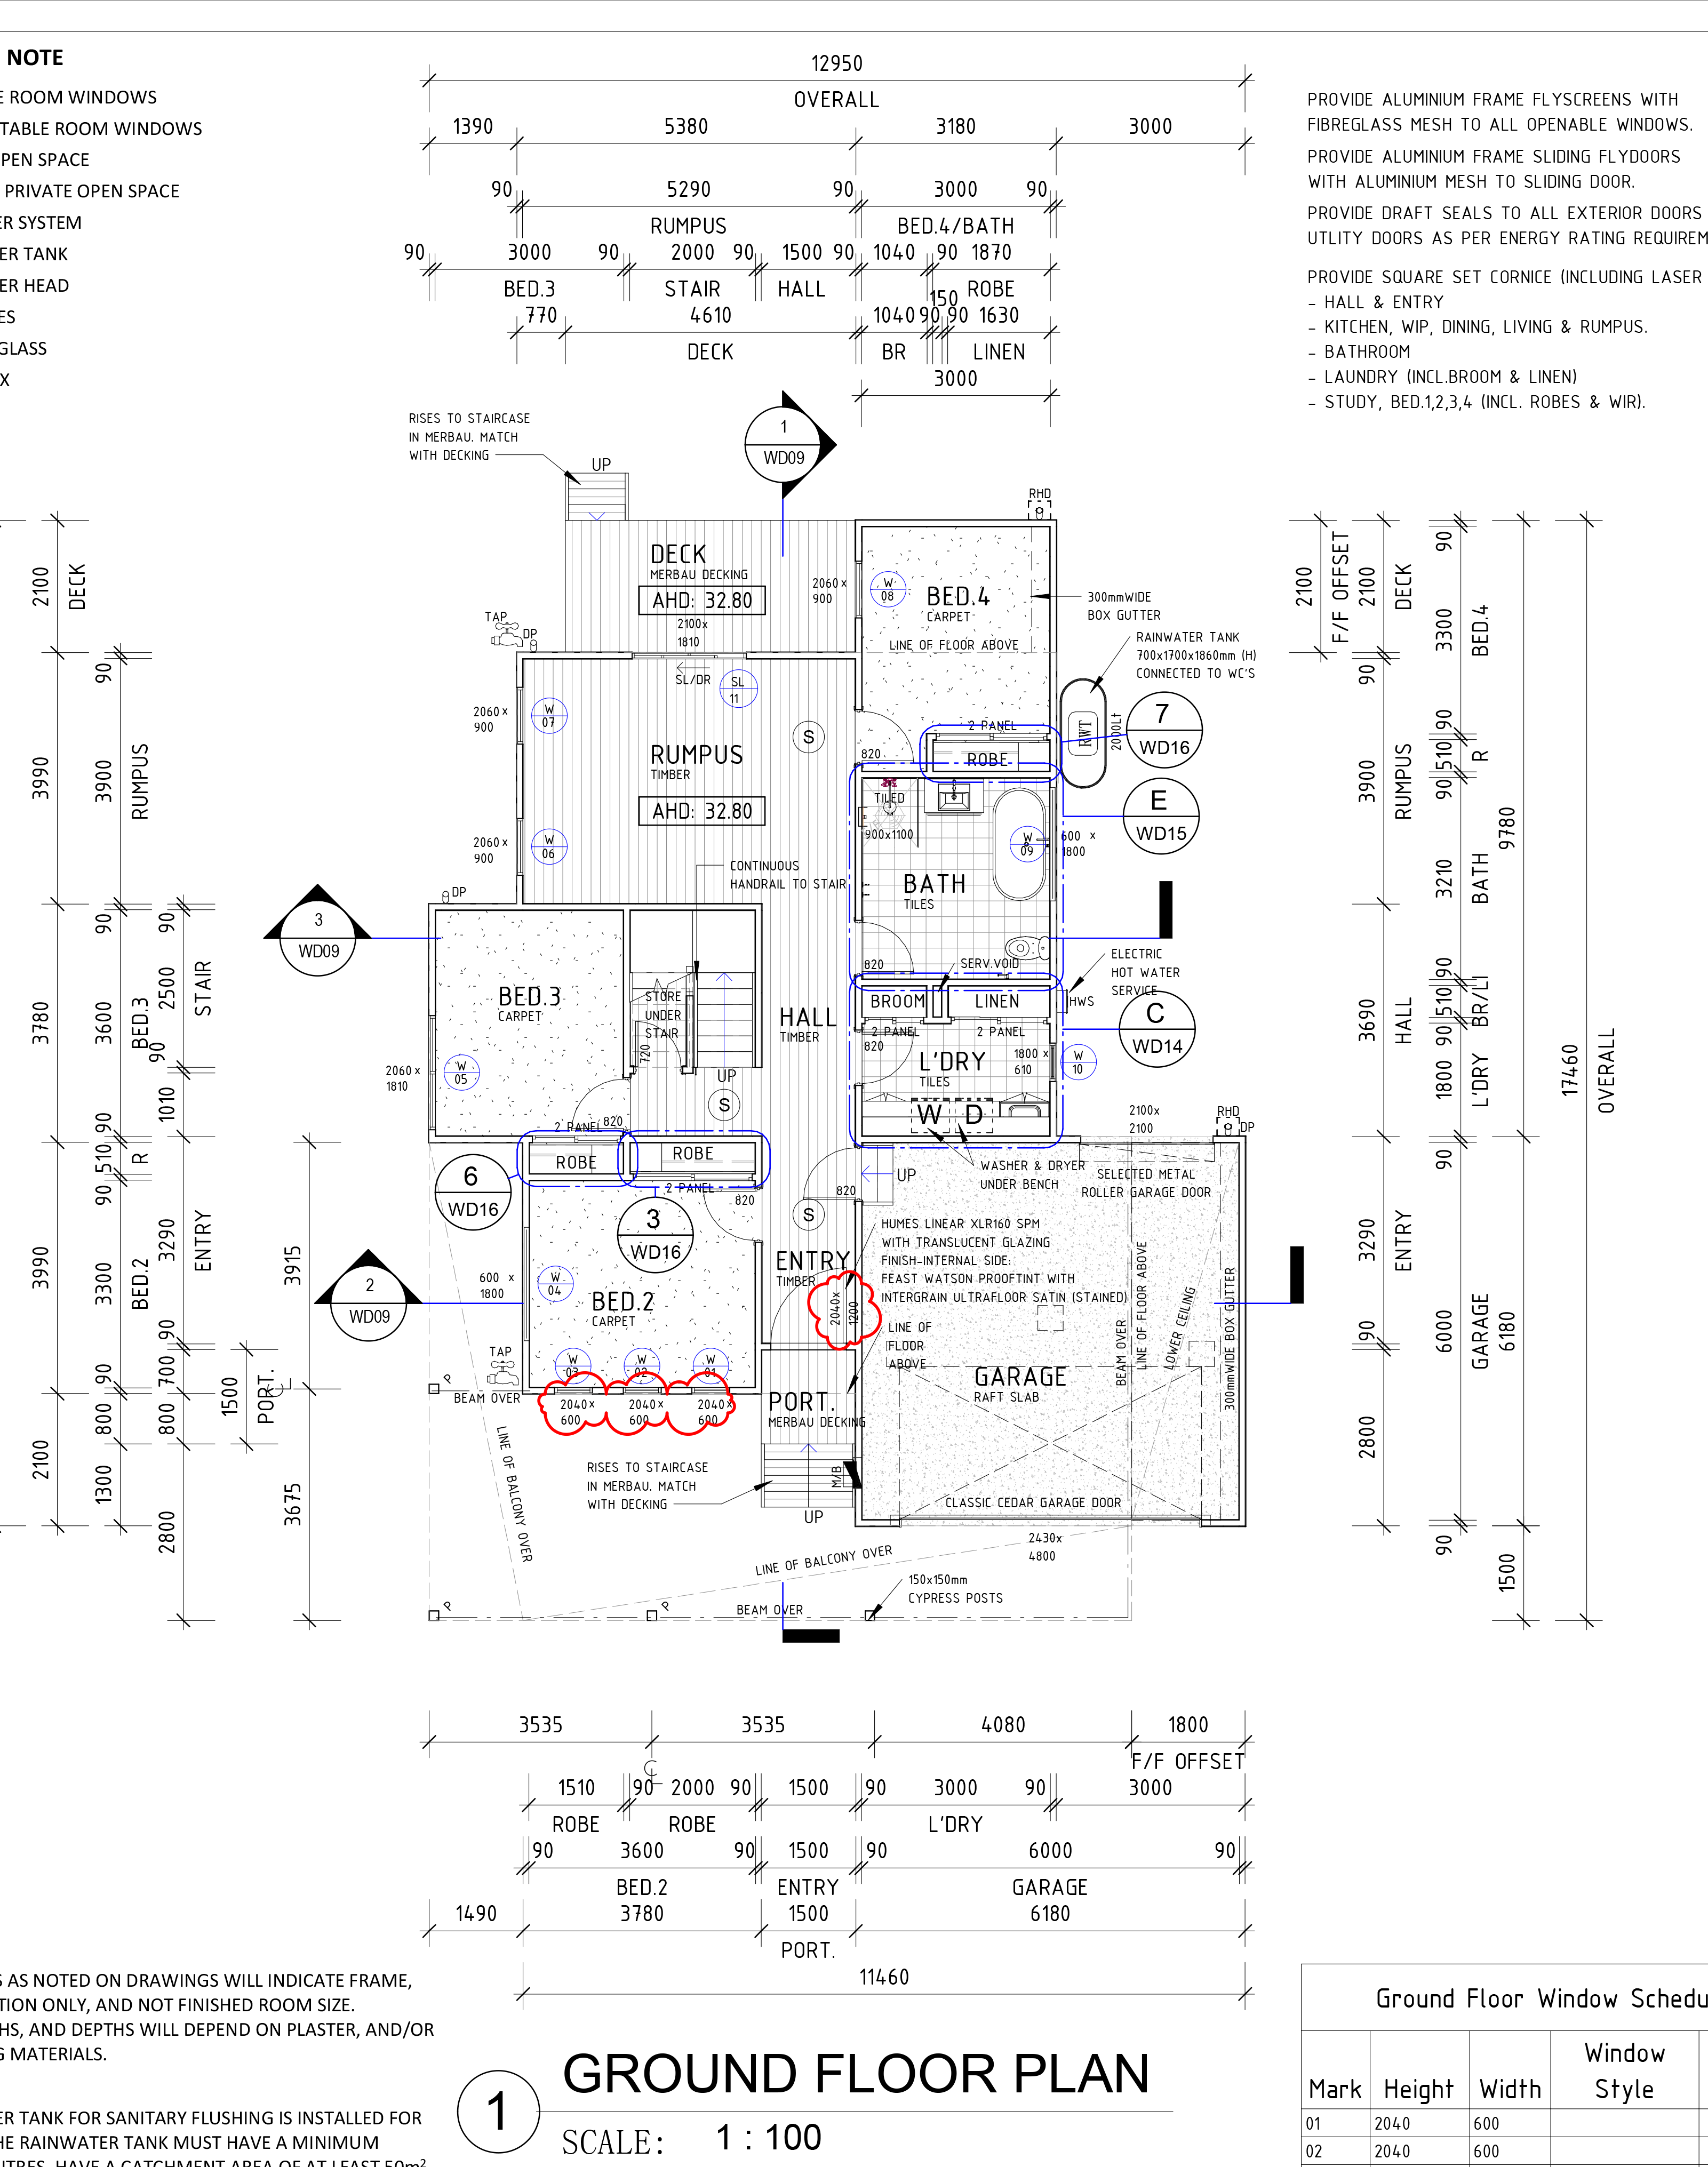 NOTE
E ROOM WINDOWS
TABLE ROOM WINDOWS
PEN SPACE
PRIVATE OPEN SPACE
ER SYSTEM
ER TANK
ER HEAD
ES
GLASS
X
12950
OVERALL
1390 5380 3180 3000
90 5290 90 3000 90
RUMPUS BED.4/BATH
90 3000 90 2000 90 1500 90 1040 90 1870
BED.3 STAIR HALL ROBE
150
770 4610 1040 90 90 1630
DECK BR LINEN
3000
PROVIDE ALUMINIUM FRAME FLYSCREENS WITH
FIBREGLASS MESH TO ALL OPENABLE WINDOWS.
PROVIDE ALUMINIUM FRAME SLIDING FLYDOORS
WITH ALUMINIUM MESH TO SLIDING DOOR.
PROVIDE DRAFT SEALS TO ALL EXTERIOR DOORS
UTLITY DOORS AS PER ENERGY RATING REQUIREM
PROVIDE SQUARE SET CORNICE (INCLUDING LASER
- HALL & ENTRY
- KITCHEN, WIP, DINING, LIVING & RUMPUS.
- BATHROOM
- LAUNDRY (INCL.BROOM & LINEN)
- STUDY, BED.1,2,3,4 (INCL. ROBES & WIR).
RISES TO STAIRCASE
IN MERBAU. MATCH
WITH DECKING
UP
1
WD09
RHD
DECK
MERBAU DECKING
AHD: 32.80
2100x
1810
2060 x
900
W
08
BED.4
CARPET
LINE OF FLOOR ABOVE
300mmWIDE
BOX GUTTER
RAINWATER TANK
700x1700x1860mm (H)
CONNECTED TO WC'S
TAP
DP
SL/DR
SL
11
2060 x
900
W
07
S
RUMPUS
TIMBER
AHD: 32.80
2060 x
900
W
06
2 PANEL
820
ROBE
RWT
2000Lt
7
WD16
TILED
900x1100
E
WD15
W
09
600 x
1800
BATH
TILES
CONTINUOUS
HANDRAIL TO STAIR
DP
3
WD09
820
SERV.VOID
ELECTRIC
HOT WATER
SERVICE
HWS
BED.3
CARPET
STORE
UNDER
STAIR
720
HALL
TIMBER
BROOM
LINEN
2 PANEL
2 PANEL
820
C
WD14
L'DRY
TILES
1800 x
610
W
10
2060 x
1810
W
05
UP
S
W D
2100x
2100
RHD
DP
2 PANEL
820
ROBE
ROBE
2 PANEL
820
6
WD16
3
WD16
820
UP
S
WASHER & DRYER
UNDER BENCH
SELECTED METAL
ROLLER GARAGE DOOR
HUMES LINEAR XLR160 SPM
WITH TRANSLUCENT GLAZING
FINISH-INTERNAL SIDE:
FEAST WATSON PROOFTINT WITH
INTERGRAIN ULTRAFLOOR SATIN (STAINED)
ENTRY
TIMBER
2040x
1200
2
WD09
600 x
1800
W
04
BED.2
CARPET
LINE OF
FLOOR
ABOVE
BEAM OVER
LINE OF FLOOR ABOVE
LOWER CEILING
300mmWIDE BOX GUTTER
TAP
W
03
W
02
W
01
P
BEAM OVER
2040x
600
2040x
600
2040x
600
GARAGE
RAFT SLAB
PORT.
MERBAU DECKING
LINE OF BALCONY OVER
RISES TO STAIRCASE
IN MERBAU. MATCH
WITH DECKING
M/B
UP
CLASSIC CEDAR GARAGE DOOR
2430x
4800
LINE OF BALCONY OVER
150x150mm
CYPRESS POSTS
P
P
BEAM OVER
2100
DECK
3990
3780
3990
2100
90
3900
RUMPUS
90
3600
BED.3
90
510
R
90
3300
BED.2
90
800
1300
90
2500
STAIR
90
1010
3290
ENTRY
90
700
800
2800
1500
PORT.
3915
3675
2100
F/F OFFSET
2100
DECK
90
3900
RUMPUS
3690
HALL
3290
ENTRY
90
2800
90
3300
BED.4
90
510
R
90
3210
BATH
90
510
BR/LI
90
1800
L'DRY
90
6000
GARAGE
90
9780
6180
1500
17460
OVERALL
3535 3535 4080 1800
F/F OFFSET
1510 90 2000 90 1500 90 3000 90 3000
ROBE ROBE L'DRY
90 3600 90 1500 90 6000 90
BED.2 ENTRY GARAGE
1490 3780 1500 6180
PORT.
11460
S AS NOTED ON DRAWINGS WILL INDICATE FRAME,
TION ONLY, AND NOT FINISHED ROOM SIZE.
HS, AND DEPTHS WILL DEPEND ON PLASTER, AND/OR
G MATERIALS.
ER TANK FOR SANITARY FLUSHING IS INSTALLED FOR
HE RAINWATER TANK MUST HAVE A MINIMUM
ITRES, HAVE A CATCHMENT AREA OF AT LEAST 50m²
1
GROUND FLOOR PLAN
SCALE: 1 : 100
Ground Floor Window Schedu
Mark Height Width Window Style
01 2040 600
02 2040 600